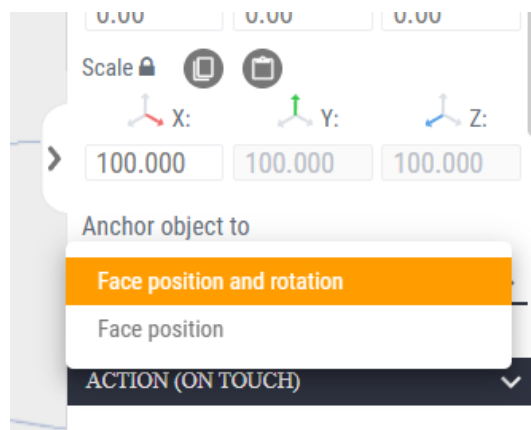 0.00 0.00 0.00
Scale
X: Y: Z:
100.000 100.000 100.000
Anchor object to
Face position and rotation
Face position
ACTION (ON TOUCH)